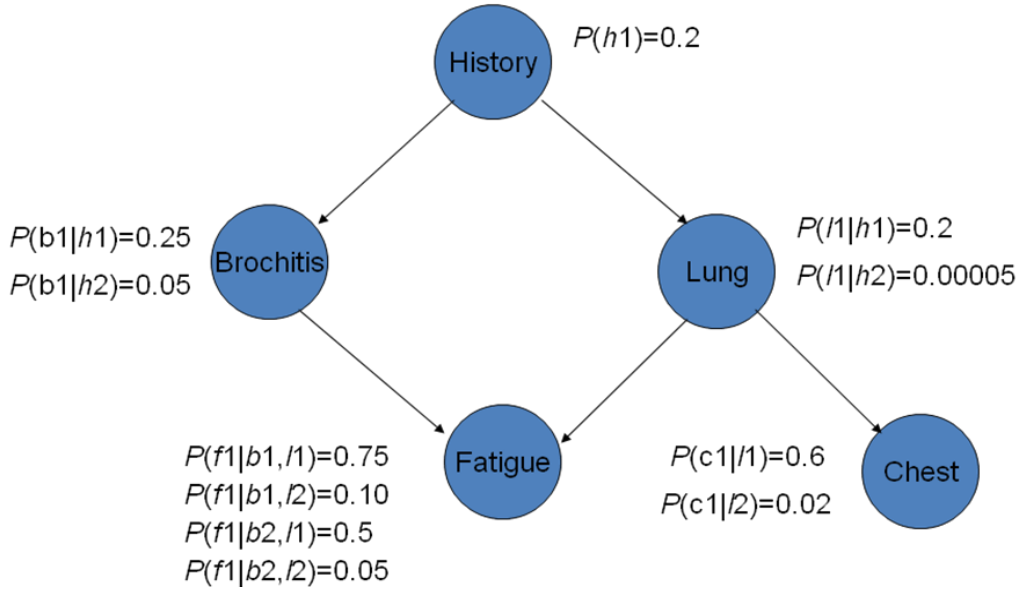 History
P(h1)=0.2
P(b1|h1)=0.25
P(b1|h2)=0.05
Brochitis
Lung
P(l1|h1)=0.2
P(l1|h2)=0.00005
P(f1|b1,l1)=0.75
P(f1|b1,l2)=0.10
P(f1|b2,l1)=0.5
P(f1|b2,l2)=0.05
Fatigue
P(c1|l1)=0.6
P(c1|l2)=0.02
Chest